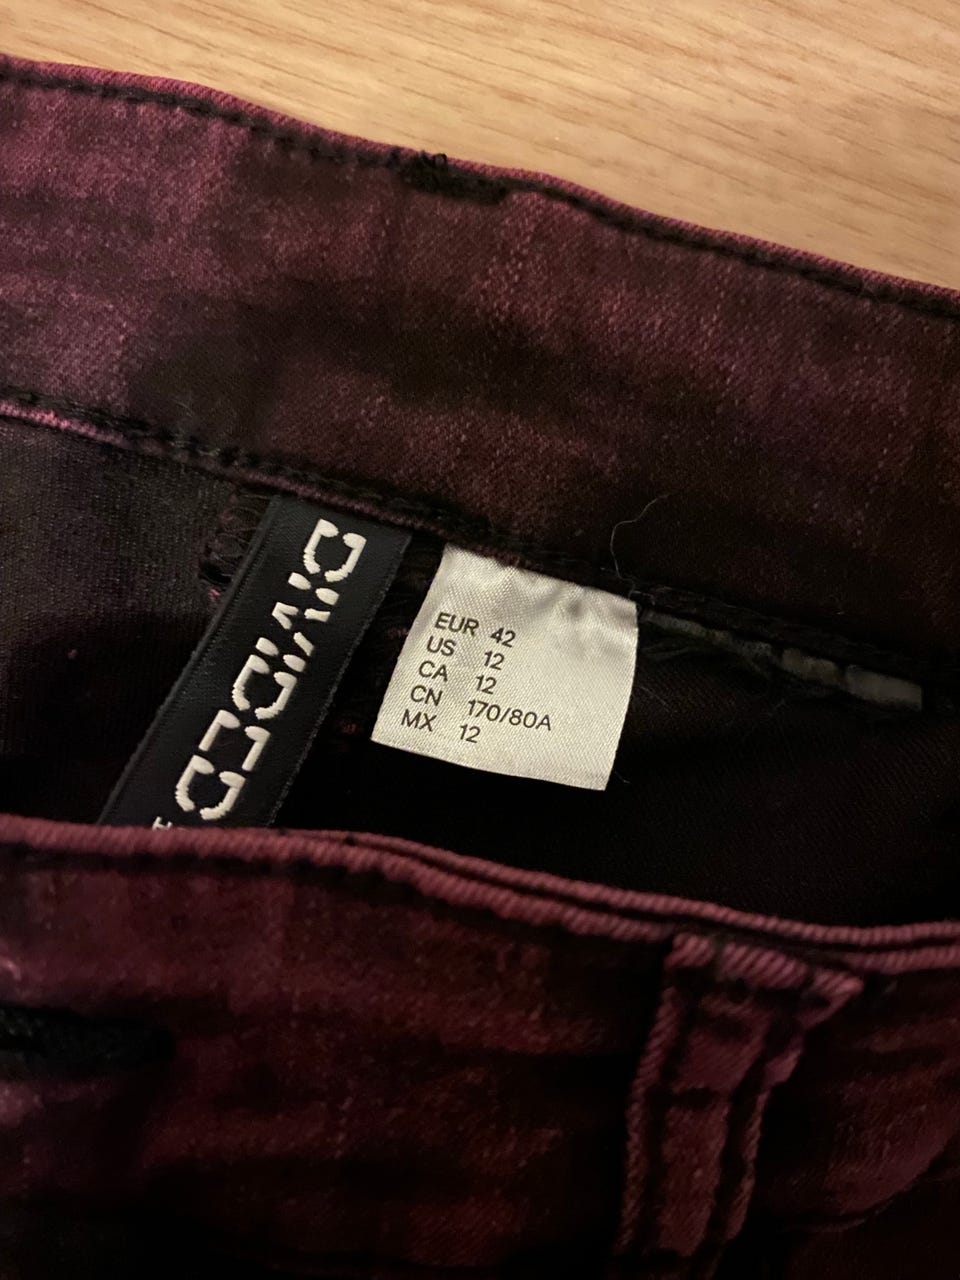 DIVIDED
EUR 42
US 12
CA 12
CN 170/80A
MX 12